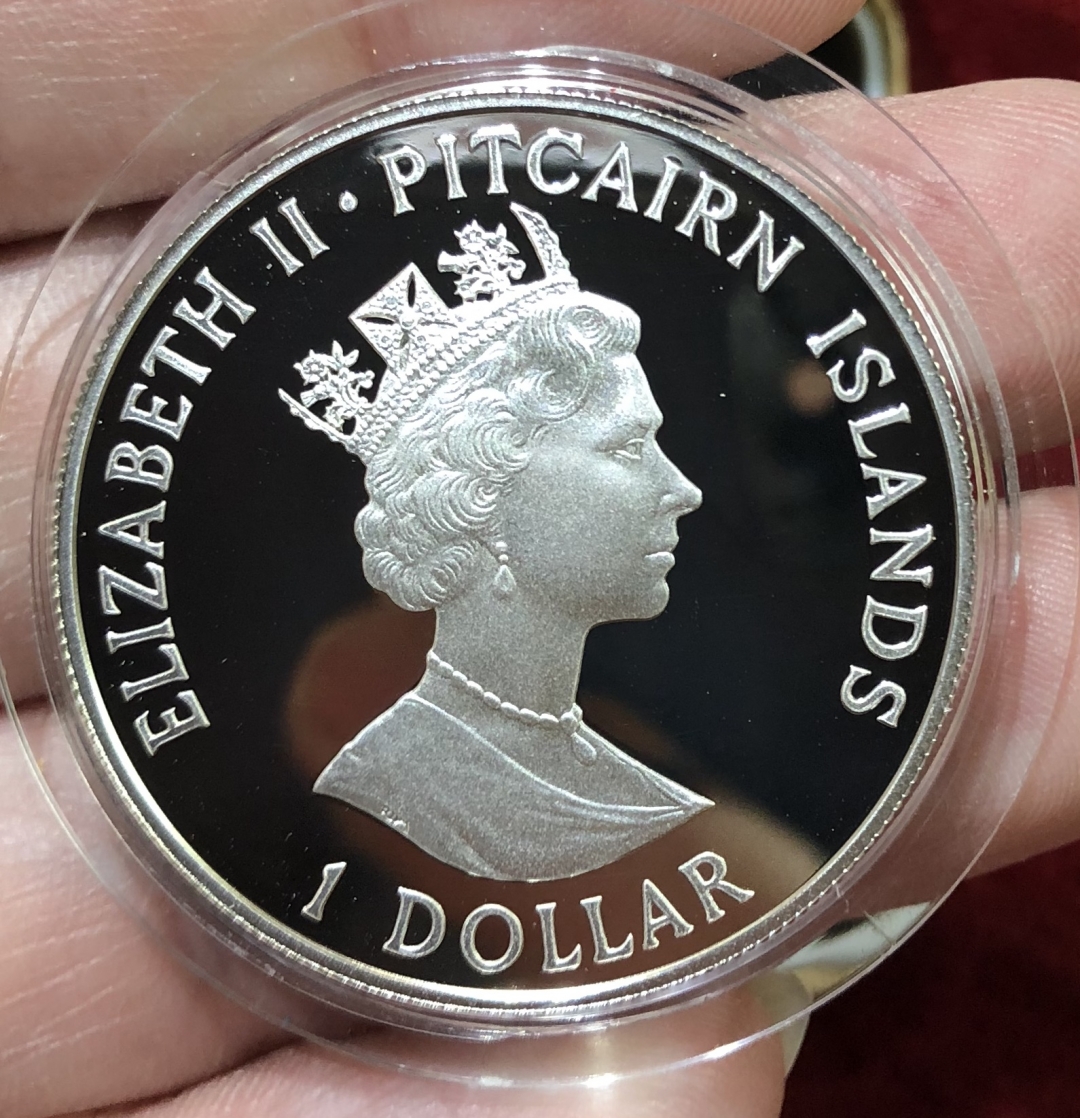 ELIZABETH II · PITCAIRN ISLANDS
1 DOLLAR